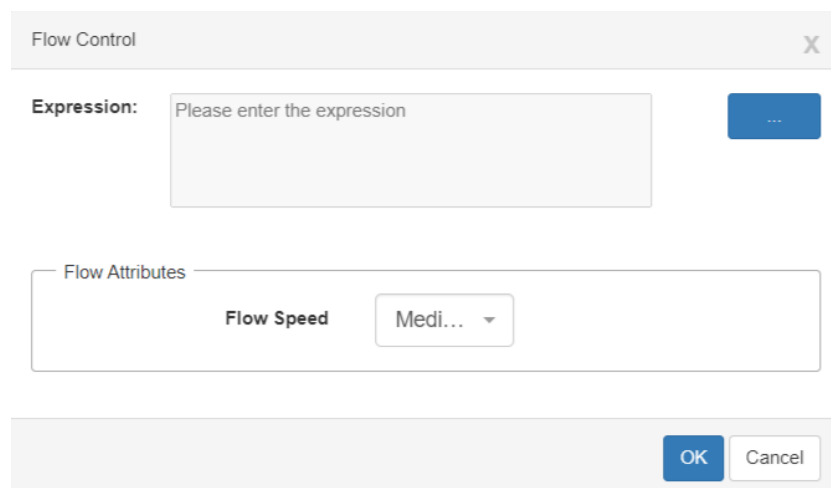 Flow Control
X
Expression:
Please enter the expression
...
Flow Attributes
Flow Speed
Medi...
OK
Cancel